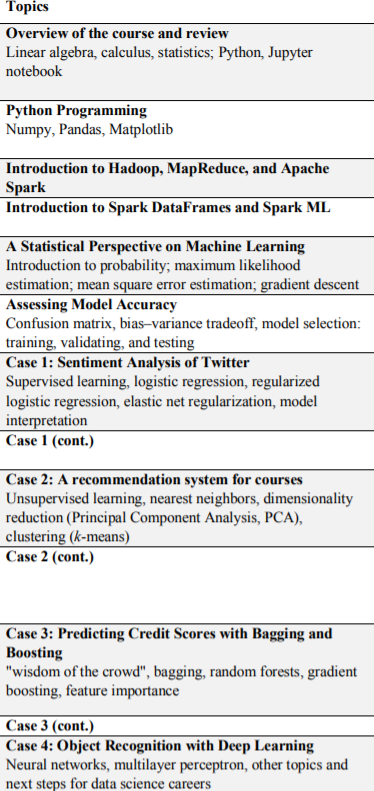 Topics
Overview of the course and review
Linear algebra, calculus, statistics; Python, Jupyter
notebook
Python Programming
Numpy, Pandas, Matplotlib
Introduction to Hadoop, MapReduce, and Apache
Spark
Introduction to Spark DataFrames and Spark ML
A Statistical Perspective on Machine Learning
Introduction to probability; maximum likelihood
estimation; mean square error estimation; gradient descent
Assessing Model Accuracy
Confusion matrix, bias–variance tradeoff, model selection:
training, validating, and testing
Case 1: Sentiment Analysis of Twitter
Supervised learning, logistic regression, regularized
logistic regression, elastic net regularization, model
interpretation
Case 1 (cont.)
Case 2: A recommendation system for courses
Unsupervised learning, nearest neighbors, dimensionality
reduction (Principal Component Analysis, PCA),
clustering (k-means)
Case 2 (cont.)
Case 3: Predicting Credit Scores with Bagging and
Boosting
"wisdom of the crowd", bagging, random forests, gradient
boosting, feature importance
Case 3 (cont.)
Case 4: Object Recognition with Deep Learning
Neural networks, multilayer perceptron, other topics and
next steps for data science careers